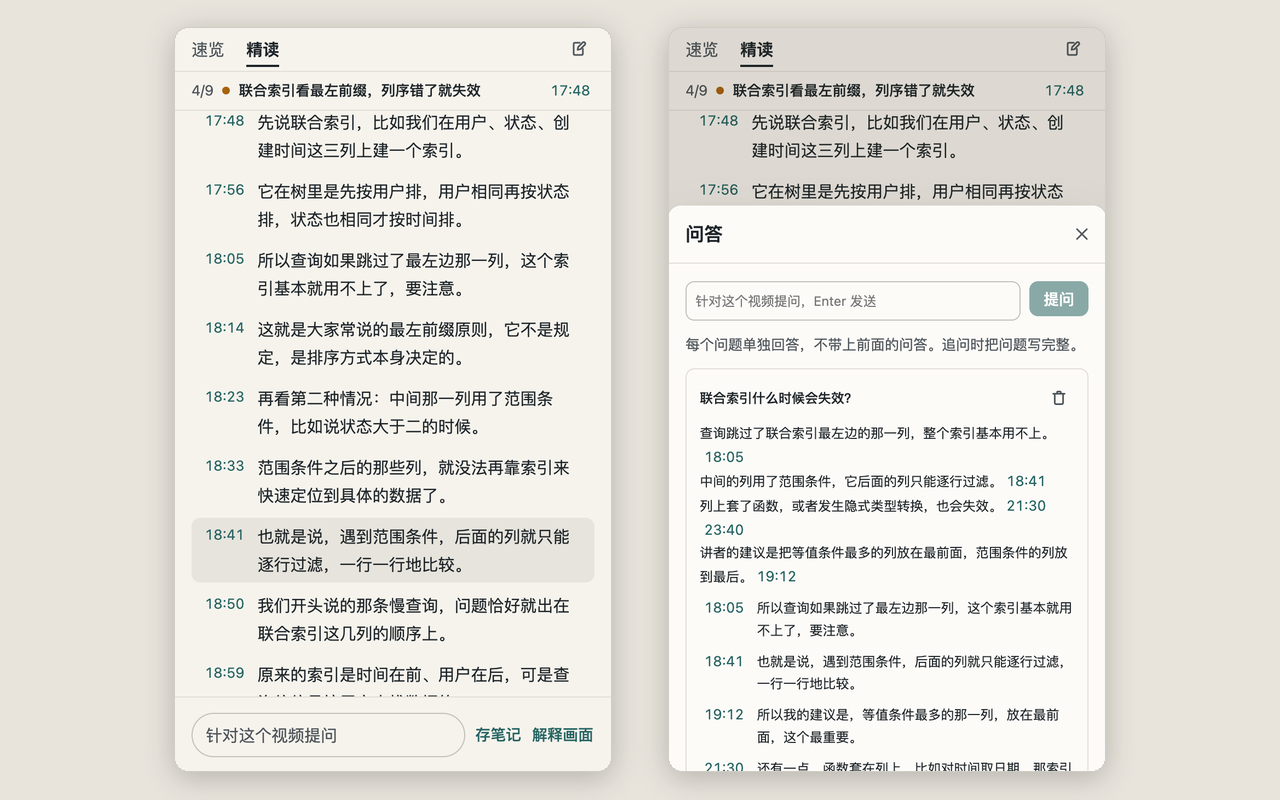 速览 精读
4/9 联合索引看最左前缀，列序错了就失效 17:48
17:48 先说联合索引，比如我们在用户、状态、创
建时间这三列上建一个索引。
17:56 它在树里是先按用户排，用户相同再按状态
排，状态也相同才按时间排。
18:05 所以查询如果跳过了最左边那一列，这个索
引基本就用不上了，要注意。
18:14 这就是大家常说的最左前缀原则，它不是规
定，是排序方式本身决定的。
18:23 再看第二种情况：中间那一列用了范围条
件，比如说状态大于二的时候。
18:33 范围条件之后的那些列，就没法再靠索引来
快速定位到具体的数据了。
18:41 也就是说，遇到范围条件，后面的列就只能
逐行过滤，一行一行地比较。
18:50 我们开头说的那条慢查询，问题恰好就出在
联合索引这几列的顺序上。
18:59 原来的索引是时间在前、用户在后，可是查
针对这个视频提问 存笔记 解释画面
速览 精读
4/9 联合索引看最左前缀，列序错了就失效 17:48
17:48 先说联合索引，比如我们在用户、状态、创
建时间这三列上建一个索引。
17:56 它在树里是先按用户排，用户相同再按状态
问答
针对这个视频提问，Enter 发送 提问
每个问题单独回答，不带上前面的问答。追问时把问题写完整。
联合索引什么时候会失效?
查询跳过了联合索引最左边的那一列，整个索引基本用不上。
18:05
中间的列用了范围条件，它后面的列只能逐行过滤。 18:41
列上套了函数，或者发生隐式类型转换，也会失效。 21:30
23:40
讲者的建议是把等值条件最多的列放在最前面，范围条件的列放
到最后。 19:12
18:05 所以查询如果跳过了最左边那一列，这个索引基本就用
不上了，要注意。
18:41 也就是说，遇到范围条件，后面的列就只能逐行过滤，
一行一行地比较。
19:12 所以我的建议是，等值条件最多的那一列，放在最前
面，这个最重要。
21:30 还有一点，函数套在列上，比如对时间取日期，那索引